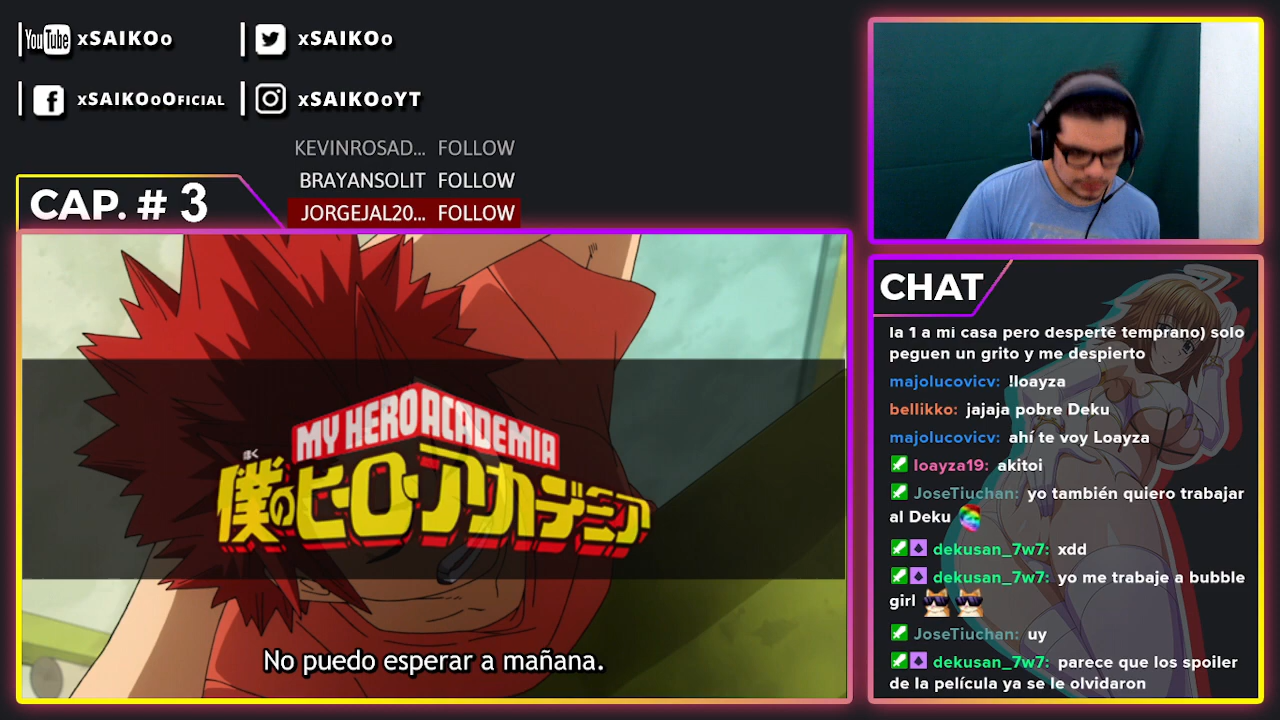 YouTube xSAIKOo
xSAIKOo
xSAIKOoOficial
xSAIKOoYT
KEVINROSAD... FOLLOW
BRAYANSOLIT FOLLOW
JORGEJAL20... FOLLOW
CAP. # 3
MY HERO ACADEMIA
ぼく
僕のヒーローアカデミア
No puedo esperar a mañana.
CHAT
la 1 a mi casa pero desperté temprano) solo
peguen un grito y me despierto
majolucovicv: !loayza
bellikko: jajaja pobre Deku
majolucovicv: ahí te voy Loayza
loayza19: akitoi
JoseTiuchan: yo también quiero trabajar
al Deku
dekusan_7w7: xdd
dekusan_7w7: yo me trabaje a bubble
girl
JoseTiuchan: uy
dekusan_7w7: parece que los spoiler
de la película ya se le olvidaron